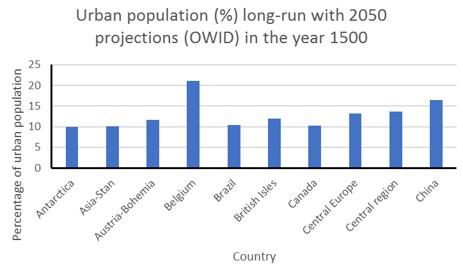 Urban population (%) long-run with 2050
projections (OWID) in the year 1500
Percentage of urban population
25
20
15
10
5
0
Antarctica
Asia-Stan
Austria-Bohemia
Belgium
Brazil
British Isles
Canada
Central Europe
Central region
China
Country